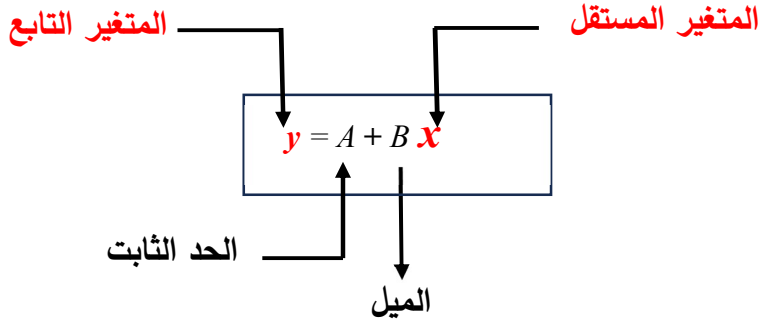 المتغير المستقل
المتغير التابع
y = A + B x
الحد الثابت
الميل